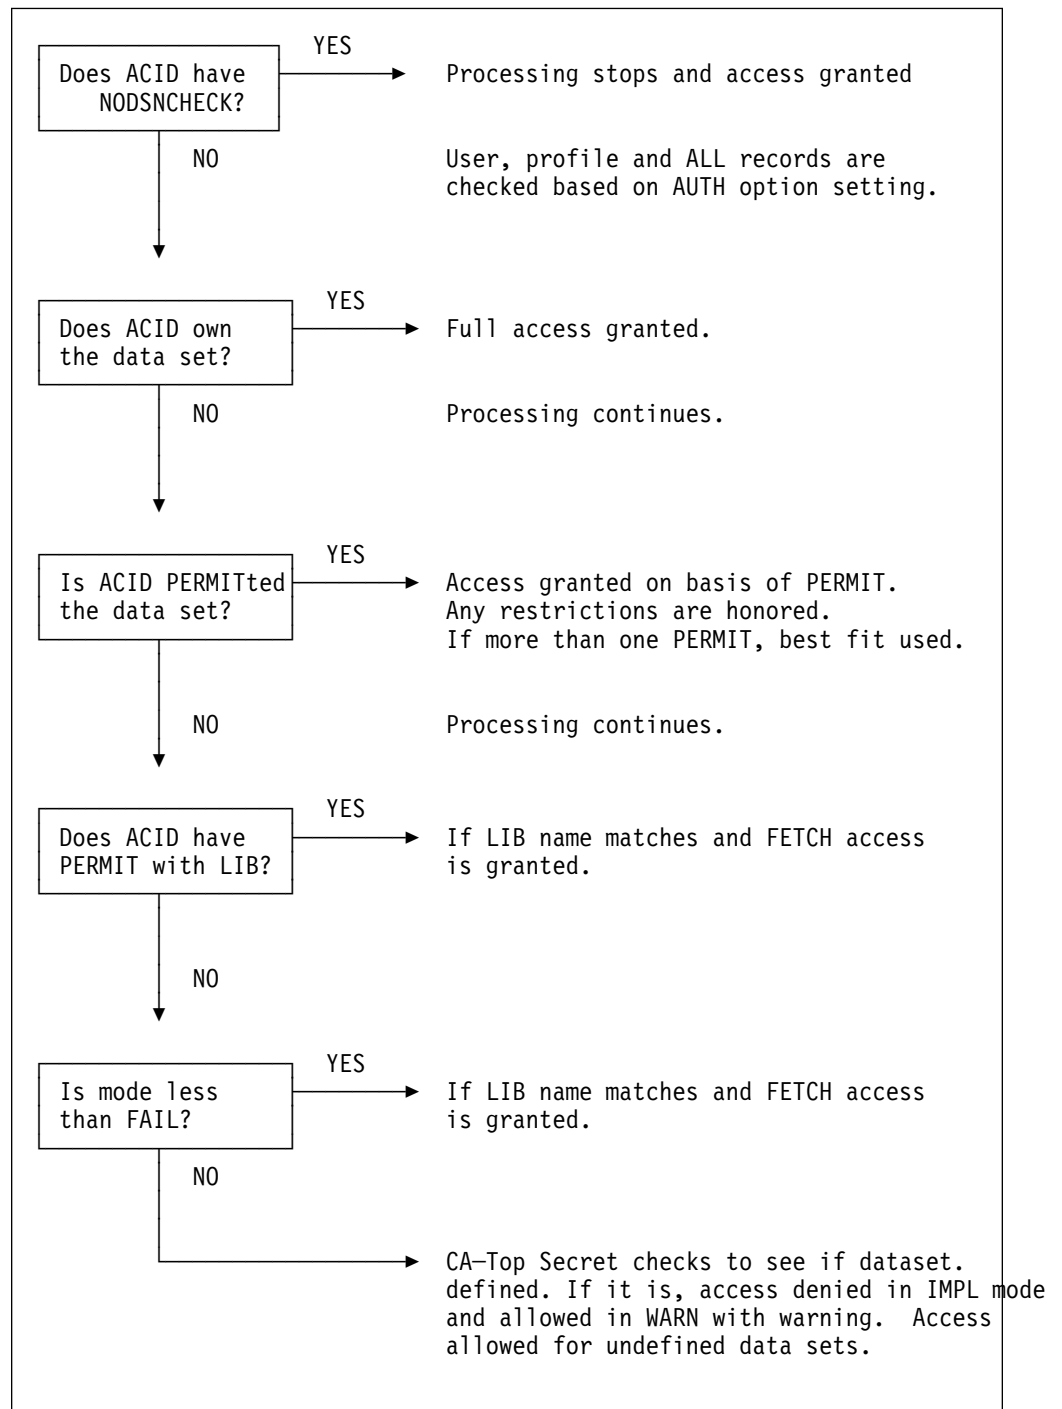 YES
Does ACID have
NODSNCHECK?
Processing stops and access granted
NO
User, profile and ALL records are
checked based on AUTH option setting.
YES
Does ACID own
the data set?
Full access granted.
NO
Processing continues.
YES
Is ACID PERMITted
the data set?
Access granted on basis of PERMIT.
Any restrictions are honored.
If more than one PERMIT, best fit used.
NO
Processing continues.
YES
Does ACID have
PERMIT with LIB?
If LIB name matches and FETCH access
is granted.
NO
YES
Is mode less
than FAIL?
If LIB name matches and FETCH access
is granted.
NO
CA—Top Secret checks to see if dataset.
defined. If it is, access denied in IMPL mode
and allowed in WARN with warning.  Access
allowed for undefined data sets.